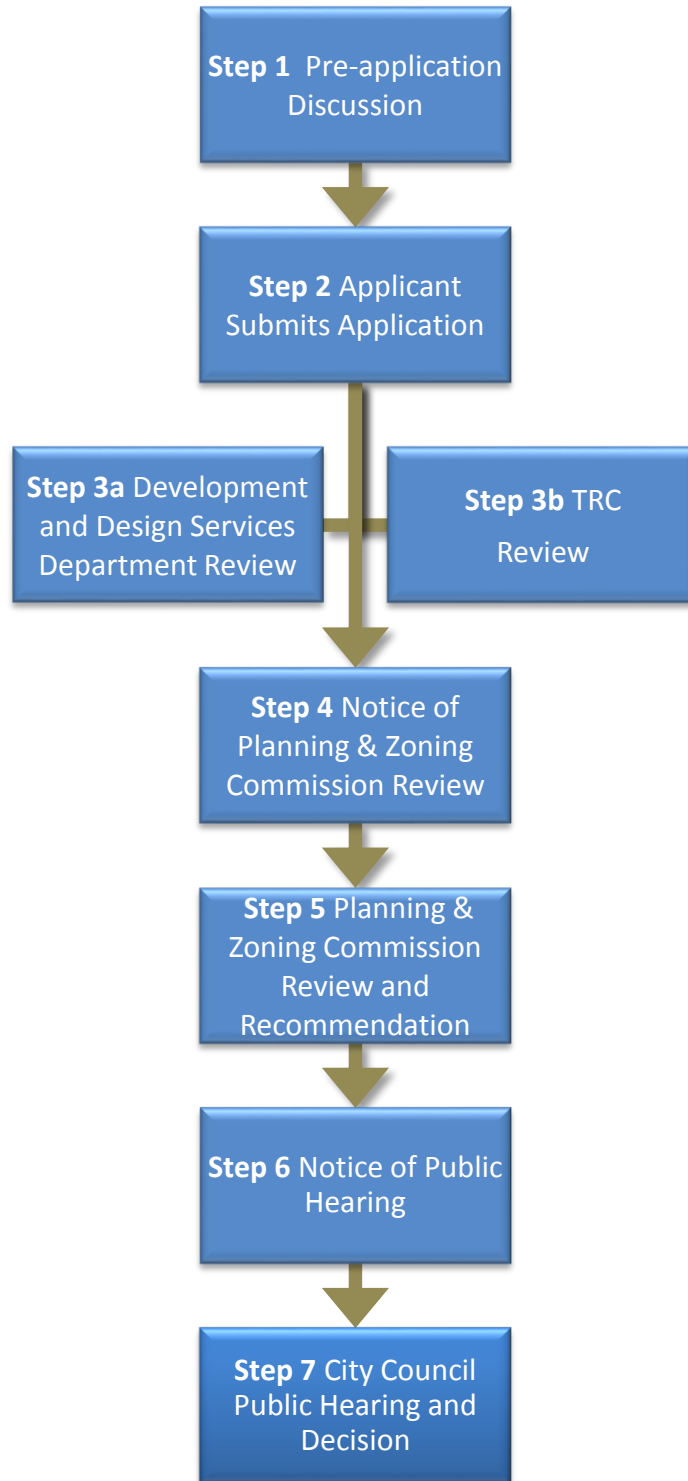 Step 1 Pre-application
Discussion
Step 2 Applicant
Submits Application
Step 3a Development
and Design Services
Department Review
Step 3b TRC
Review
Step 4 Notice of
Planning & Zoning
Commission Review
Step 5 Planning &
Zoning Commission
Review and
Recommendation
Step 6 Notice of Public
Hearing
Step 7 City Council
Public Hearing and
Decision